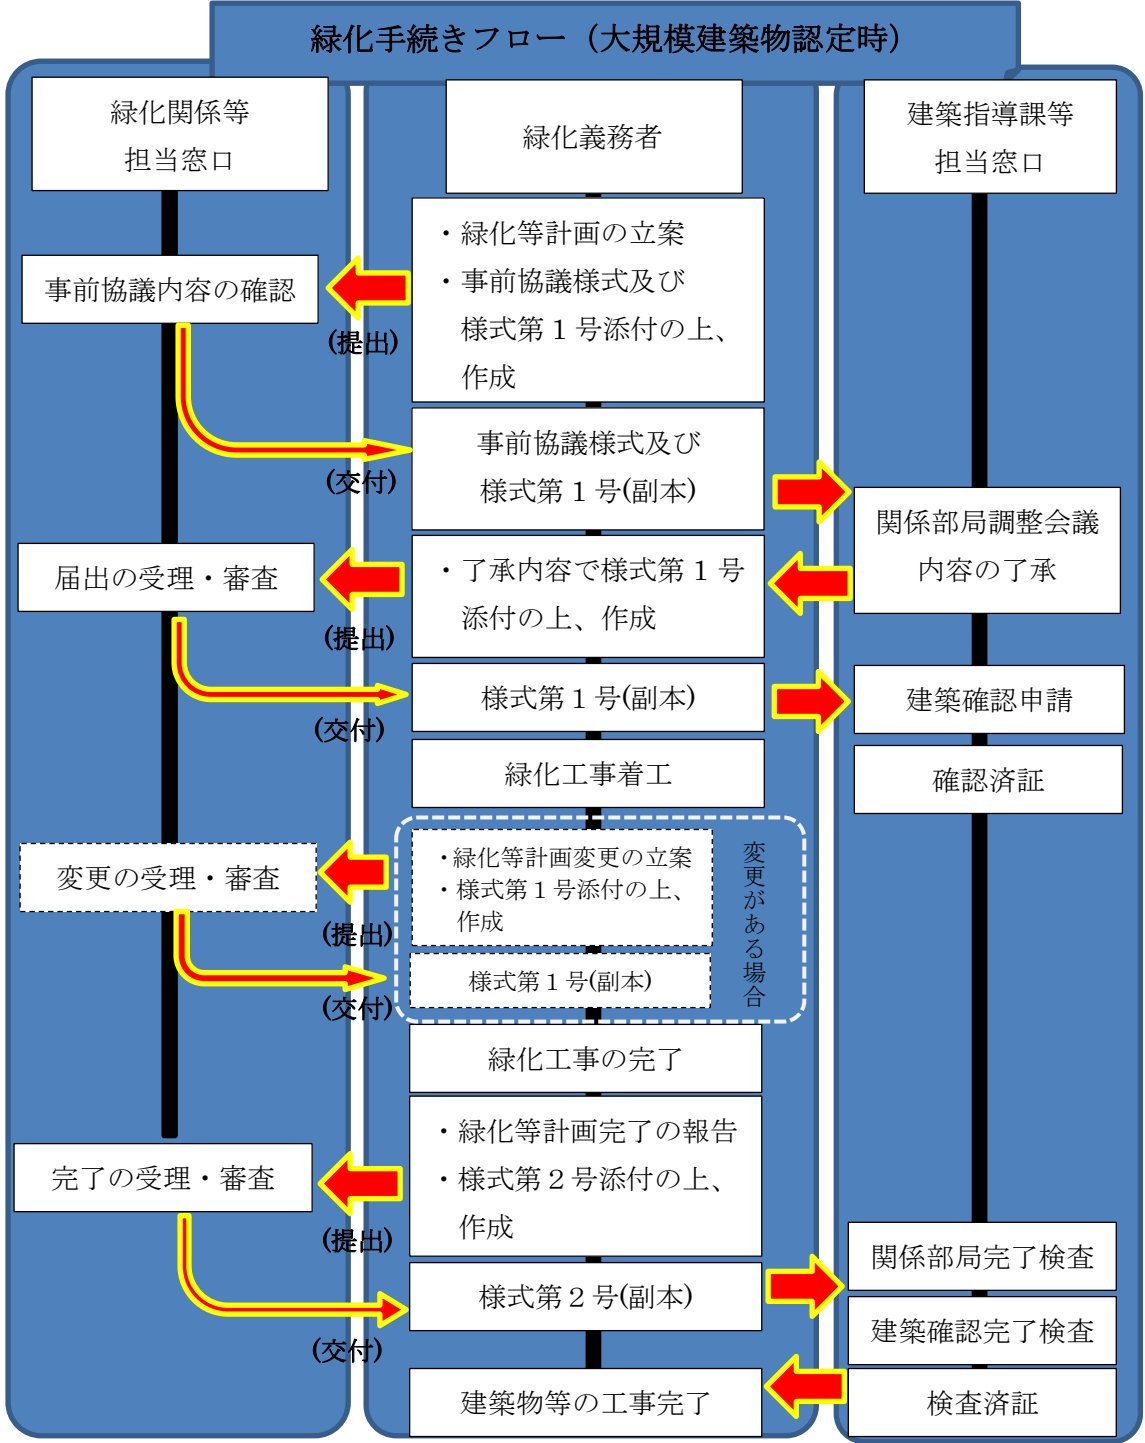 緑化手続きフロー（大規模建築物認定時）
緑化関係等
担当窓口
緑化義務者
建築指導課等
担当窓口
・緑化等計画の立案
・事前協議様式及び
様式第１号添付の上、
作成
事前協議内容の確認
(提出)
事前協議様式及び
様式第１号(副本)
(交付)
関係部局調整会議
内容の了承
届出の受理・審査
・了承内容で様式第１号
添付の上、作成
(提出)
様式第１号(副本)
(交付)
建築確認申請
緑化工事着工
確認済証
変更がある場合
・緑化等計画変更の立案
・様式第１号添付の上、
作成
変更の受理・審査
(提出)
様式第１号(副本)
(交付)
緑化工事の完了
・緑化等計画完了の報告
・様式第２号添付の上、
作成
完了の受理・審査
(提出)
様式第２号(副本)
(交付)
関係部局完了検査
建築確認完了検査
検査済証
建築物等の工事完了